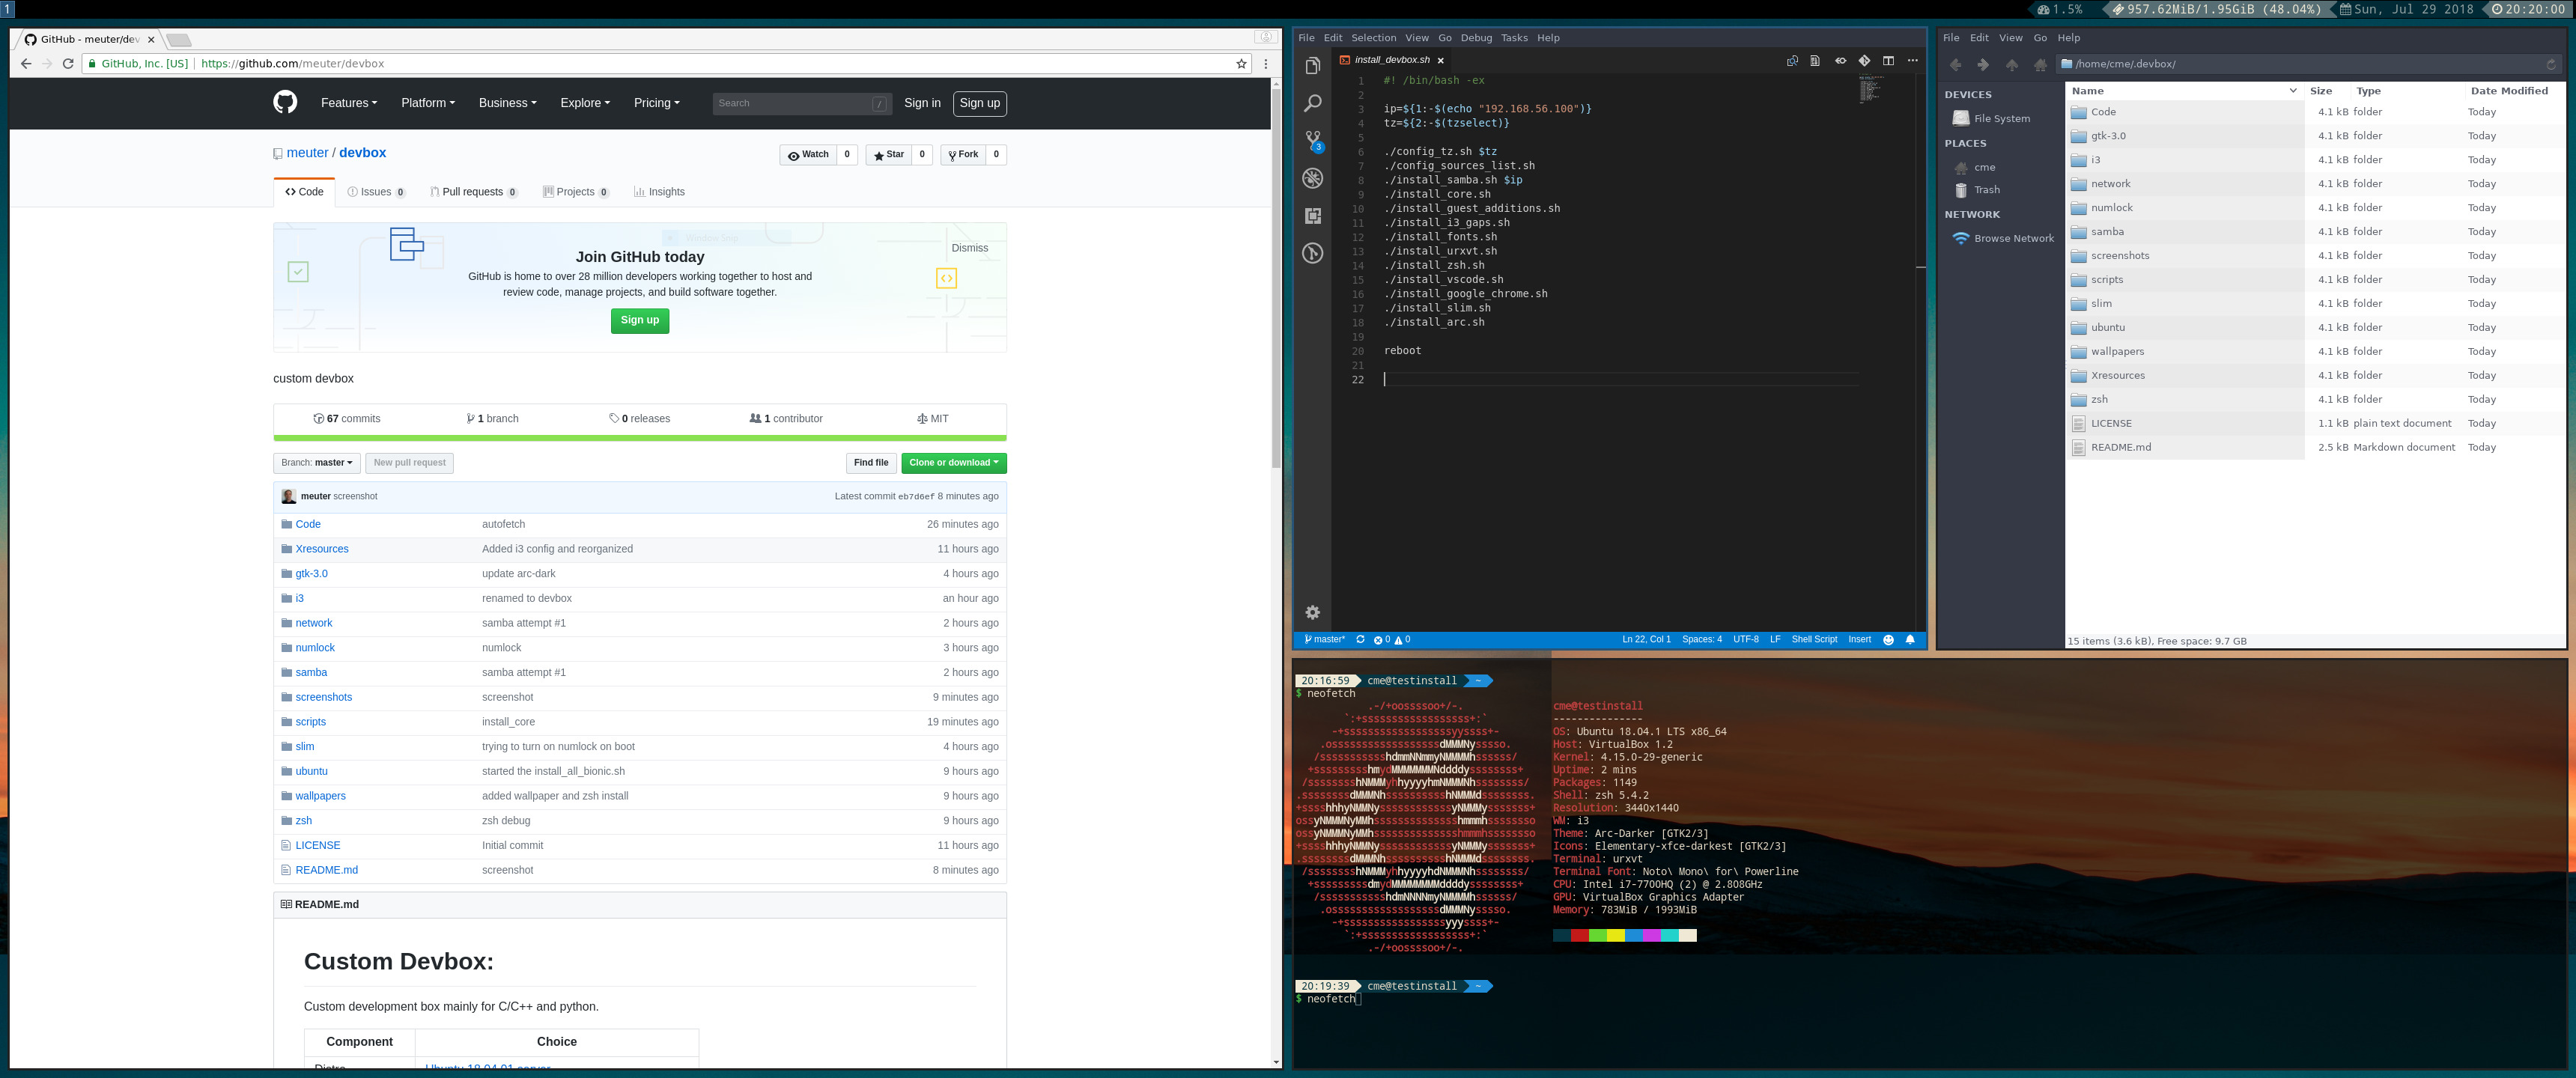 1
1.5%
957.62MiB/1.95GiB (48.04%)
Sun, Jul 29 2018
20:20:00
GitHub - meuter/dev
GitHub, Inc. [US]
https://github.com/meuter/devbox
Features
Platform
Business
Explore
Pricing
Search
/
Sign in
Sign up
meuter / devbox
Watch 0
Star 0
Fork 0
Code
Issues 0
Pull requests 0
Projects 0
Insights
Join GitHub today
Dismiss
GitHub is home to over 28 million developers working together to host and
review code, manage projects, and build software together.
Sign up
custom devbox
67 commits
1 branch
0 releases
1 contributor
MIT
Branch: master
New pull request
Find file
Clone or download
meuter screenshot
Latest commit eb7d6ef 8 minutes ago
Code autofetch 26 minutes ago
Xresources Added i3 config and reorganized 11 hours ago
gtk-3.0 update arc-dark 4 hours ago
i3 renamed to devbox an hour ago
network samba attempt #1 2 hours ago
numlock numlock 3 hours ago
samba samba attempt #1 2 hours ago
screenshots screenshot 9 minutes ago
scripts install_core 19 minutes ago
slim trying to turn on numlock on boot 4 hours ago
ubuntu started the install_all_bionic.sh 9 hours ago
wallpapers added wallpaper and zsh install 9 hours ago
zsh zsh debug 9 hours ago
LICENSE Initial commit 11 hours ago
README.md screenshot 8 minutes ago
README.md
Custom Devbox:
Custom development box mainly for C/C++ and python.
Component Choice
File Edit Selection View Go Debug Tasks Help
install_devbox.sh
3
1 #! /bin/bash -ex
2
3 ip=${1:-$(echo "192.168.56.100")}
4 tz=${2:-$(tzselect)}
5
6 ./config_tz.sh $tz
7 ./config_sources_list.sh
8 ./install_samba.sh $ip
9 ./install_core.sh
10 ./install_guest_additions.sh
11 ./install_i3_gaps.sh
12 ./install_fonts.sh
13 ./install_urxvt.sh
14 ./install_zsh.sh
15 ./install_vscode.sh
16 ./install_google_chrome.sh
17 ./install_slim.sh
18 ./install_arc.sh
19
20 reboot
21
22
master* 0 0
Ln 22, Col 1 Spaces: 4 UTF-8 LF Shell Script Insert
File Edit View Go Help
/home/cme/.devbox/
DEVICES
File System
PLACES
cme
Trash
NETWORK
Browse Network
Name Size Type Date Modified
Code 4.1 kB folder Today
gtk-3.0 4.1 kB folder Today
i3 4.1 kB folder Today
network 4.1 kB folder Today
numlock 4.1 kB folder Today
samba 4.1 kB folder Today
screenshots 4.1 kB folder Today
scripts 4.1 kB folder Today
slim 4.1 kB folder Today
ubuntu 4.1 kB folder Today
wallpapers 4.1 kB folder Today
Xresources 4.1 kB folder Today
zsh 4.1 kB folder Today
LICENSE 1.1 kB plain text document Today
README.md 2.5 kB Markdown document Today
15 items (3.6 kB), Free space: 9.7 GB
20:16:59 cme@testinstall ~
$ neofetch
cme@testinstall
---------------
OS: Ubuntu 18.04.1 LTS x86_64
Host: VirtualBox 1.2
Kernel: 4.15.0-29-generic
Uptime: 2 mins
Packages: 1149
Shell: zsh 5.4.2
Resolution: 3440x1440
WM: i3
Theme: Arc-Darker [GTK2/3]
Icons: Elementary-xfce-darkest [GTK2/3]
Terminal: urxvt
Terminal Font: Noto\ Mono\ for\ Powerline
CPU: Intel i7-7700HQ (2) @ 2.808GHz
GPU: VirtualBox Graphics Adapter
Memory: 783MiB / 1993MiB
20:19:39 cme@testinstall ~
$ neofetch